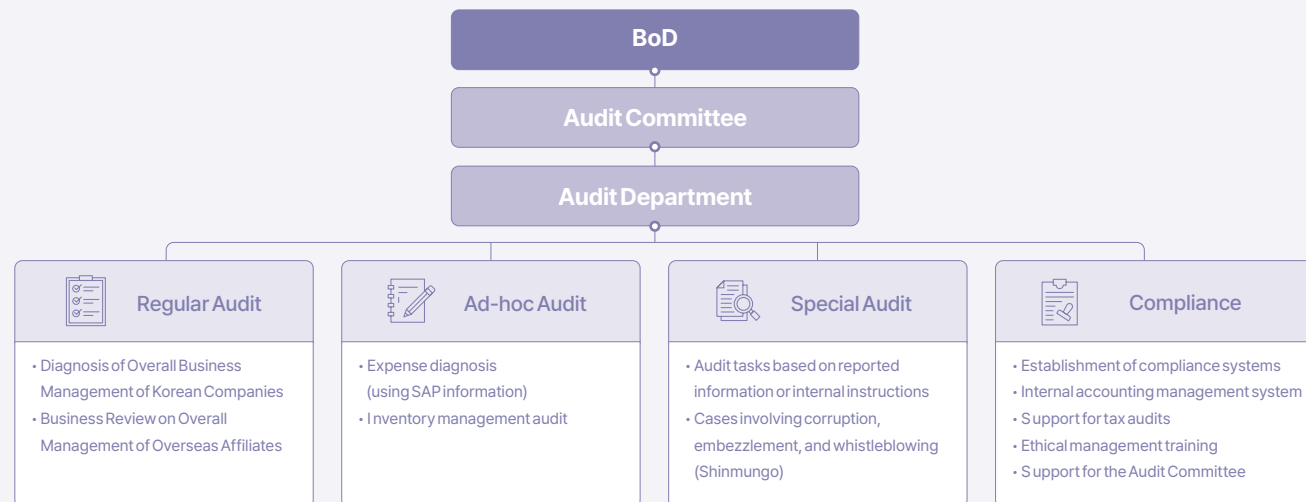 BoD
Audit Committee
Audit Department
Regular Audit
• Diagnosis of Overall Business
Management of Korean Companies
• Business Review on Overall
Management of Overseas Affiliates
Ad-hoc Audit
• Expense diagnosis
(using SAP information)
• Inventory management audit
Special Audit
• Audit tasks based on reported
information or internal instructions
• Cases involving corruption,
embezzlement, and whistleblowing
(Shinmungo)
Compliance
• Establishment of compliance systems
• Internal accounting management system
• Support for tax audits
• Ethical management training
• Support for the Audit Committee